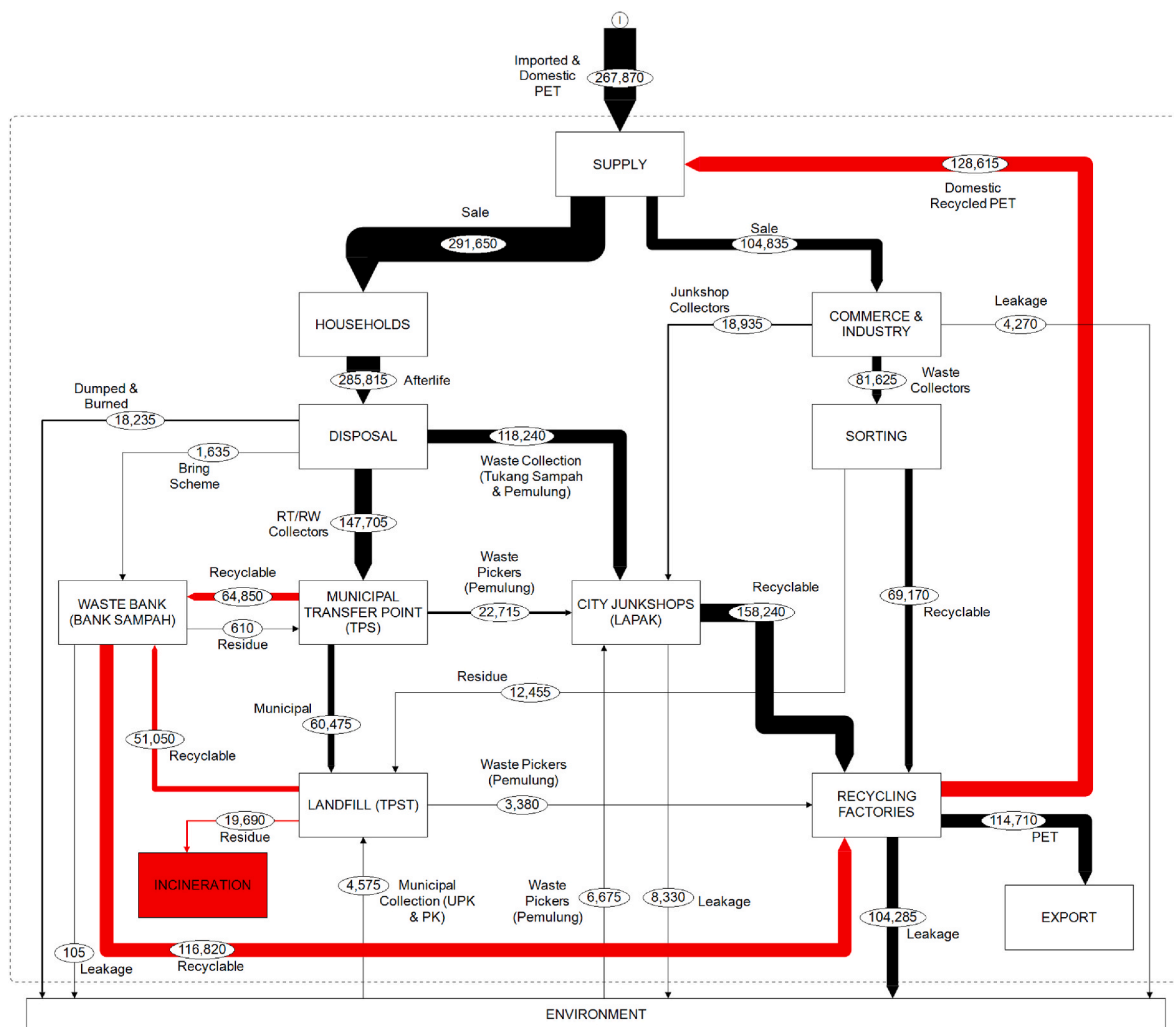 I
Imported &
Domestic
PET
267,870
SUPPLY
128,615
Domestic
Recycled PET
Sale
291,650
Sale
104,835
HOUSEHOLDS
Junkshop
Collectors
18,935
COMMERCE &
INDUSTRY
Leakage
4,270
285,815
Afterlife
81,625
Waste
Collectors
Dumped &
Burned
18,235
DISPOSAL
118,240
Waste Collection
(Tukang Sampah
& Pemulung)
SORTING
1,635
Bring
Scheme
RT/RW
Collectors
147,705
Recyclable
64,850
WASTE BANK
(BANK SAMPAH)
610
Residue
MUNICIPAL
TRANSFER POINT
(TPS)
Waste
Pickers
(Pemulung)
22,715
CITY JUNKSHOPS
(LAPAK)
Recyclable
158,240
69,170
Recyclable
Residue
12,455
Municipal
60,475
51,050
Recyclable
LANDFILL (TPST)
Waste Pickers
(Pemulung)
3,380
RECYCLING
FACTORIES
19,690
Residue
114,710
PET
INCINERATION
4,575
Municipal
Collection (UPK
& PK)
Waste
Pickers
(Pemulung)
6,675
8,330
Leakage
104,285
Leakage
EXPORT
105
Leakage
116,820
Recyclable
ENVIRONMENT